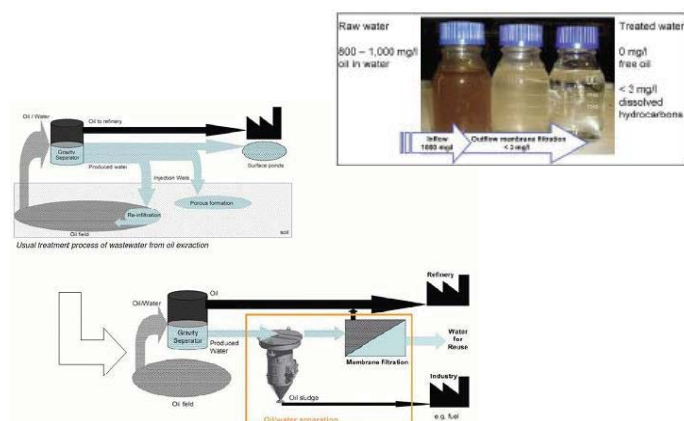 Raw water
800 – 1,000 mg/l
oil in water
Treated water
0 mg/l
free oil
< 2 mg/l
dissolved
hydrocarbons
Inflow
1000 mg/l
Outflow membrane filtration
< 2 mg/l
Oil / Water
Oil to refinery
Gravity
Separator
Produced water
Surface ponds
Injection Wells
Re-infiltration
Porous formation
Oil field
soil
Usual treatment process of wastewater from oil extraction
Refinery
Oil/Water
Oil
Gravity
Separator
Produced
Water
Membrane filtration
Water
for
Reuse
Oil field
Oil sludge
Industry
e.g. fuel
Oil/water separation